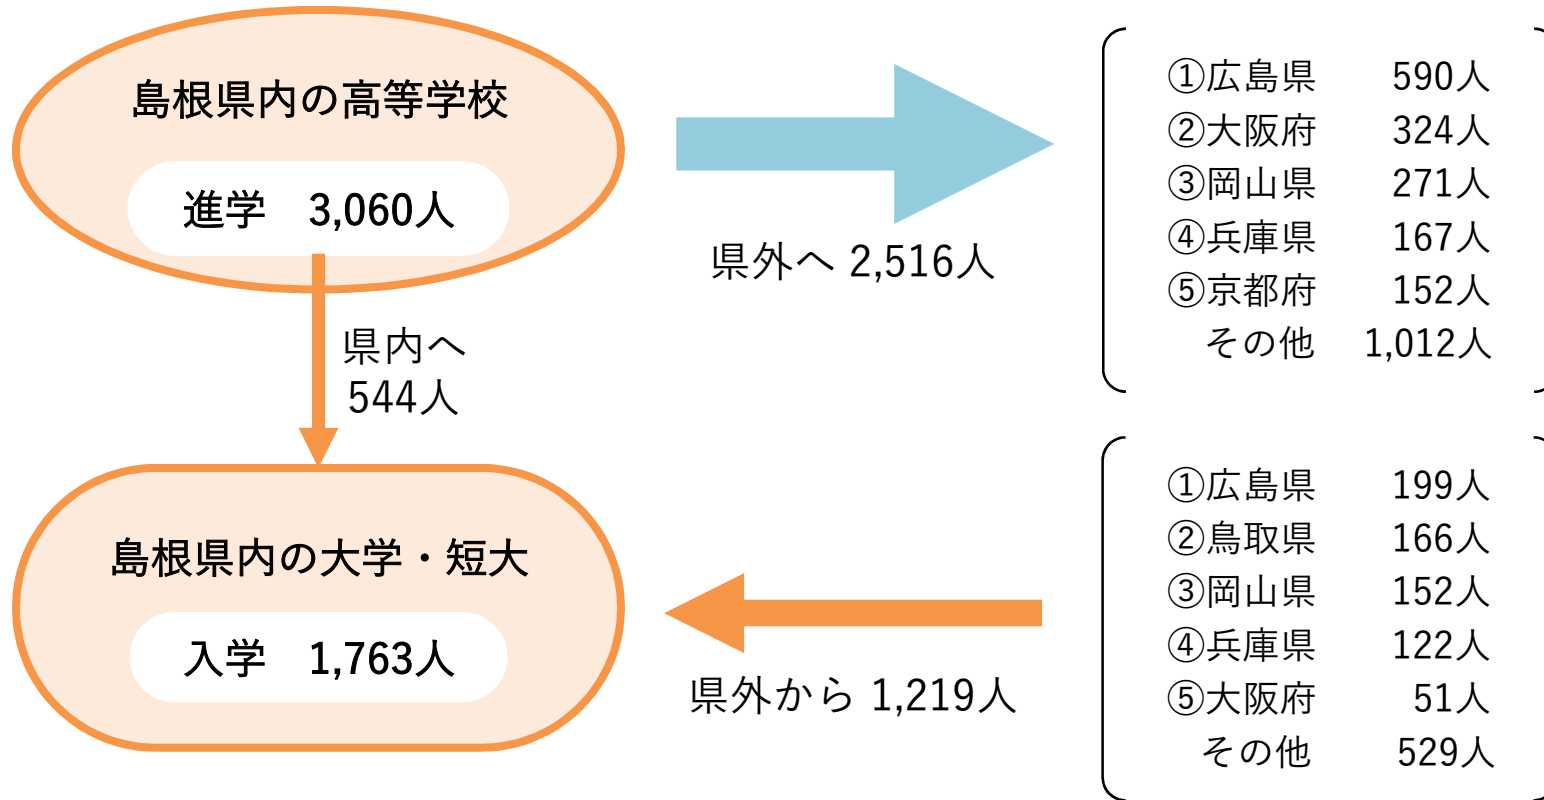 島根県内の高等学校
進学　3,060人
県外へ 2,516人
①広島県　590人
②大阪府　324人
③岡山県　271人
④兵庫県　167人
⑤京都府　152人
その他　1,012人
県内へ
544人
島根県内の大学・短大
入学　1,763人
県外から 1,219人
①広島県　199人
②鳥取県　166人
③岡山県　152人
④兵庫県　122人
⑤大阪府　51人
その他　529人